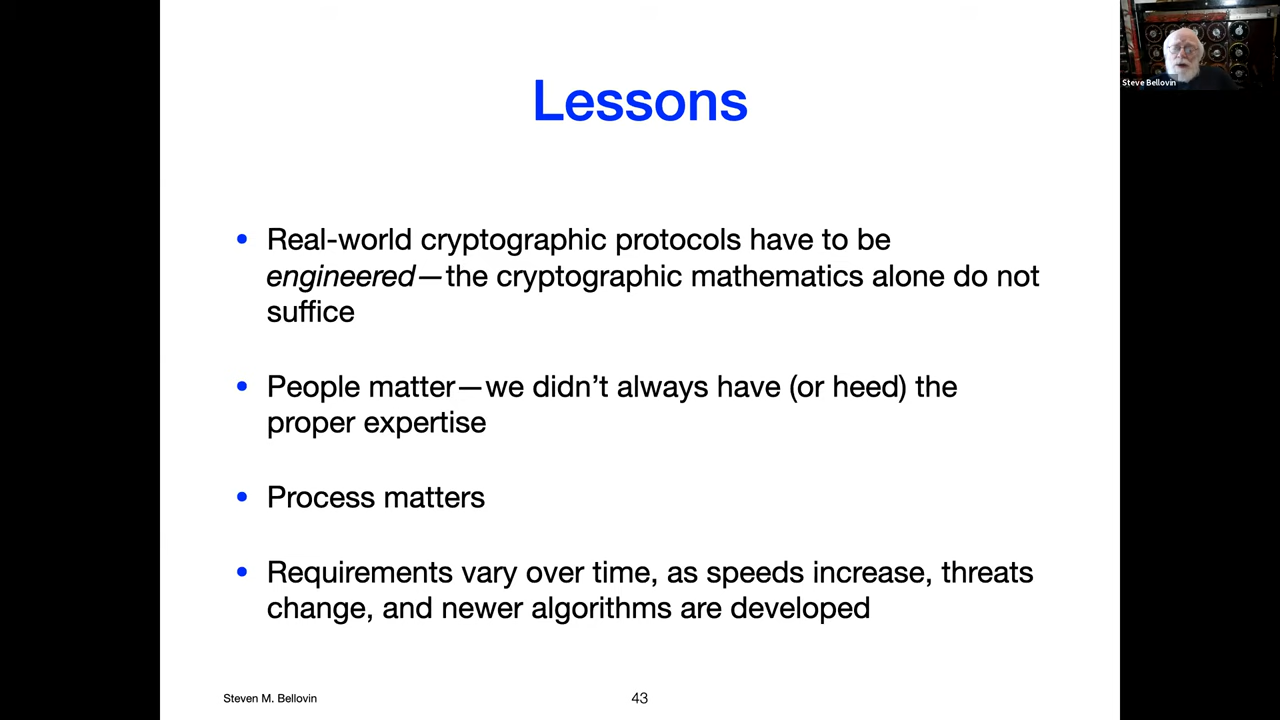 Steve Bellovin
Lessons
• Real-world cryptographic protocols have to be
engineered—the cryptographic mathematics alone do not
suffice
• People matter—we didn’t always have (or heed) the
proper expertise
• Process matters
• Requirements vary over time, as speeds increase, threats
change, and newer algorithms are developed
Steven M. Bellovin
43